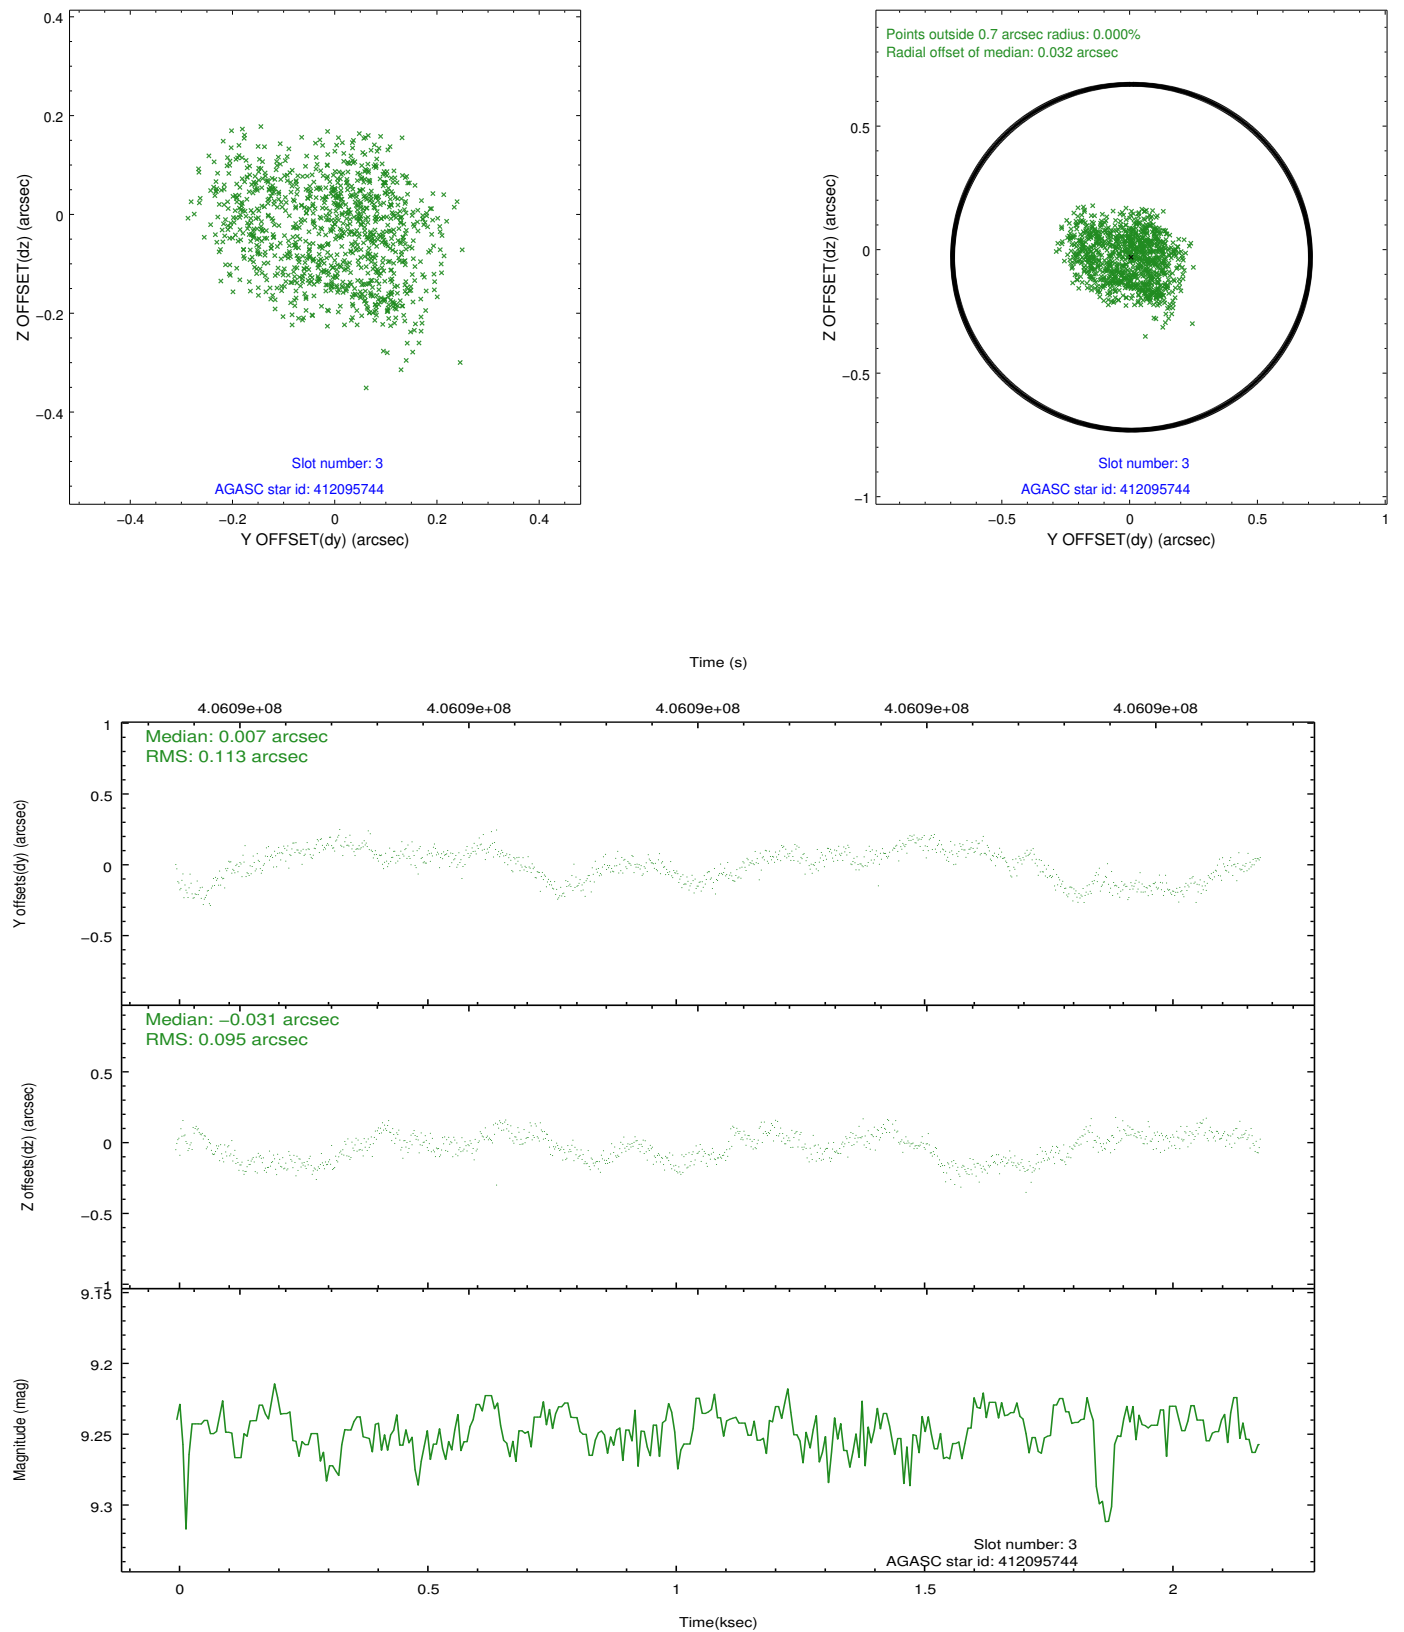 0.4
0.2
0
−0.2
−0.4
Z OFFSET(dz) (arcsec)
Slot number: 3
AGASC star id: 412095744
−0.4 −0.2 0 0.2 0.4
Y OFFSET(dy) (arcsec)
Points outside 0.7 arcsec radius: 0.000%
Radial offset of median: 0.032 arcsec
0.5
0
−0.5
−1
Z OFFSET(dz) (arcsec)
Slot number: 3
AGASC star id: 412095744
−0.5 0 0.5 1
Y OFFSET(dy) (arcsec)
Time (s)
4.0609e+08 4.0609e+08 4.0609e+08 4.0609e+08 4.0609e+08
Median: 0.007 arcsec
RMS: 0.113 arcsec
1
0.5
0
−0.5
Y offsets(dy) (arcsec)
Median: −0.031 arcsec
RMS: 0.095 arcsec
0.5
0
−0.5
−1
Z offsets(dz) (arcsec)
9.15
9.2
9.25
9.3
Magnitude (mag)
Slot number: 3
AGASC star id: 412095744
0 0.5 1 1.5 2
Time(ksec)